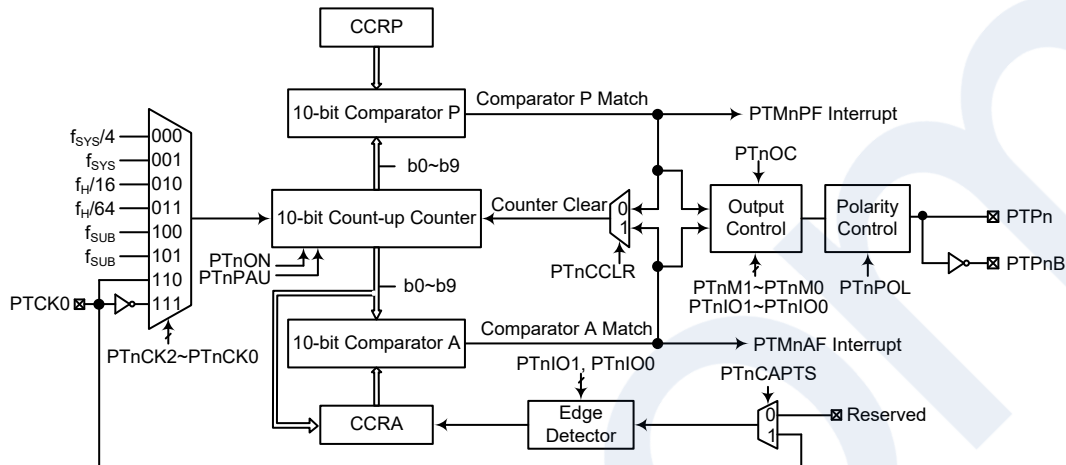 CCRP
10-bit Comparator P
Comparator P Match
PTMnPF Interrupt
b0~b9
fSYS/4
000
fSYS
001
fH/16
010
fH/64
011
fSUB
100
fSUB
101
110
111
PTCK0
PTnCK2~PTnCK0
10-bit Count-up Counter
PTnON
PTnPAU
Counter Clear
0
1
PTnCCLR
PTnOC
Output
Control
PTnM1~PTnM0
PTnIO1~PTnIO0
Polarity
Control
PTnPOL
PTPn
PTPnB
b0~b9
10-bit Comparator A
Comparator A Match
PTMnAF Interrupt
PTnIO1, PTnIO0
PTnCAPTS
CCRA
Edge
Detector
0
1
Reserved